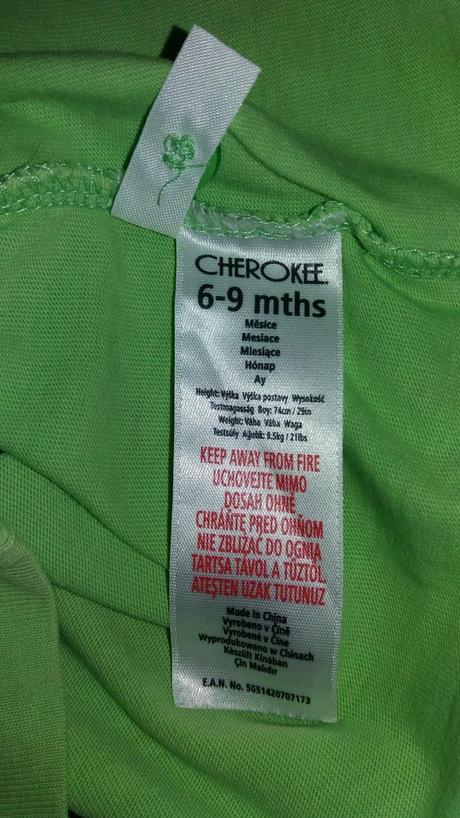 CHEROKEE
6-9 mths
Měsíce
Mesiace
Miesiące
Hónap
Ay
Height: Výška Výška postavy Wysokość
Testmagasság Boy: 74cm / 29in
Weight: Váha Váha Waga
Testsúly Ağırlık: 9.5kg / 21lbs
KEEP AWAY FROM FIRE
UCHOVEJTE MIMO
DOSAH OHNĚ
CHRÁŇTE PRED OHŇOM
NIE ZBLIŻAĆ DO OGNIA
TARTSA TÁVOL A TŰZTŐL.
ATEŞTEN UZAK TUTUNUZ
Made in China
Vyrobeno v Číně
Vyrobené v Číne
Wyprodukowano w Chinach
Készült Kínában
Çin Malıdır
E.A.N. No. 5051420707173